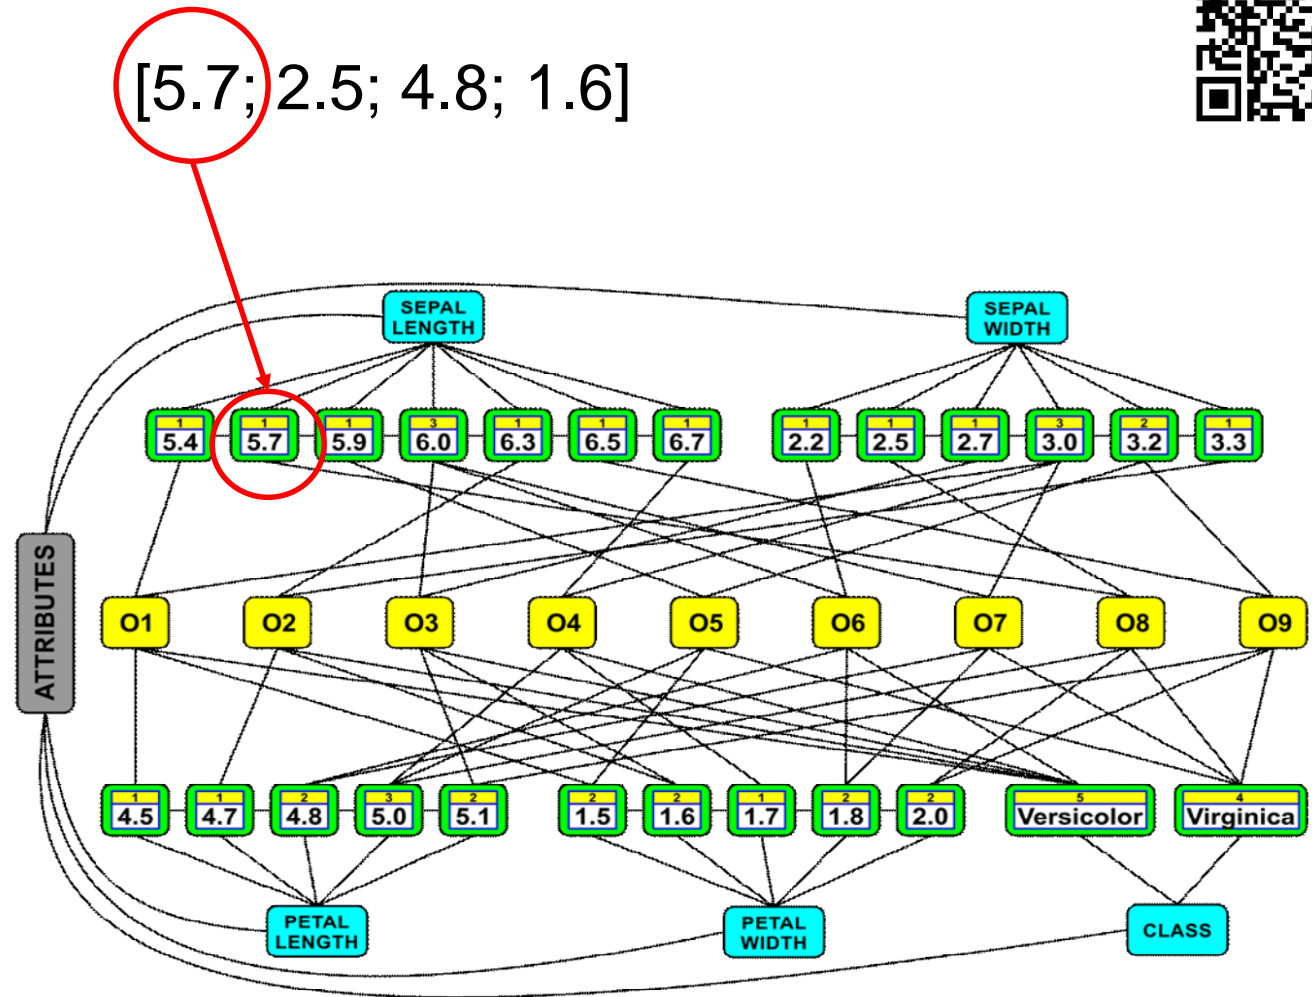 [5.7; 2.5; 4.8; 1.6]
SEPAL
LENGTH
SEPAL
WIDTH
1 1 1 3 1 1 1 1 1 1 3 2 1
5.4 5.7 5.9 6.0 6.3 6.5 6.7 2.2 2.5 2.7 3.0 3.2 3.3
ATTRIBUTES
O1 O2 O3 O4 O5 O6 O7 O8 O9
1 1 2 3 2 2 2 1 2 2 5 4
4.5 4.7 4.8 5.0 5.1 1.5 1.6 1.7 1.8 2.0 Versicolor Virginica
PETAL
LENGTH
PETAL
WIDTH
CLASS